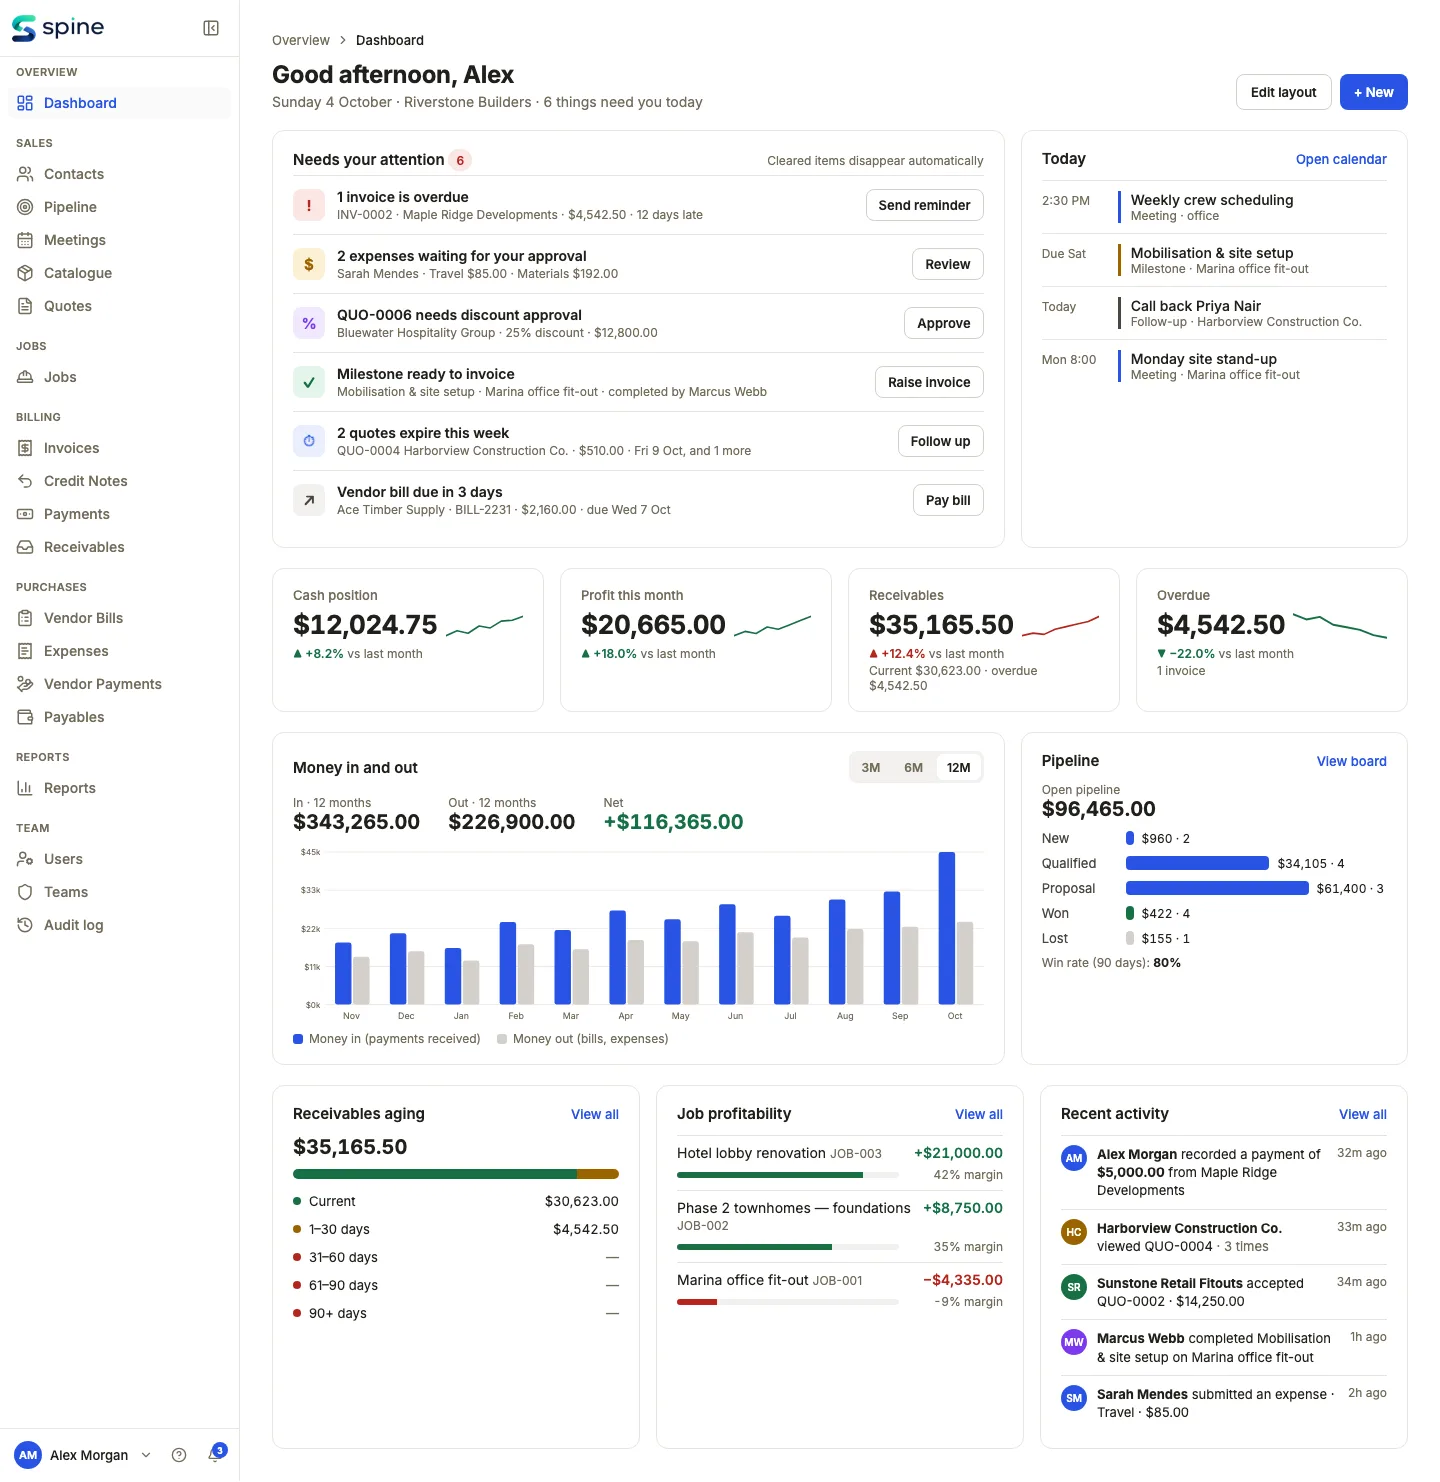 spine
OVERVIEW
Dashboard
SALES
Contacts
Pipeline
Meetings
Catalogue
Quotes
JOBS
Jobs
BILLING
Invoices
Credit Notes
Payments
Receivables
PURCHASES
Vendor Bills
Expenses
Vendor Payments
Payables
REPORTS
Reports
TEAM
Users
Teams
Audit log
AM Alex Morgan 3
Overview > Dashboard
Good afternoon, Alex
Sunday 4 October · Riverstone Builders · 6 things need you today
Edit layout
+ New
Needs your attention 6
Cleared items disappear automatically
! 1 invoice is overdue
INV-0002 · Maple Ridge Developments · $4,542.50 · 12 days late
Send reminder
$ 2 expenses waiting for your approval
Sarah Mendes · Travel $85.00 · Materials $192.00
Review
% QUO-0006 needs discount approval
Bluewater Hospitality Group · 25% discount · $12,800.00
Approve
Milestone ready to invoice
Mobilisation & site setup · Marina office fit-out · completed by Marcus Webb
Raise invoice
2 quotes expire this week
QUO-0004 Harborview Construction Co. · $510.00 · Fri 9 Oct, and 1 more
Follow up
Vendor bill due in 3 days
Ace Timber Supply · BILL-2231 · $2,160.00 · due Wed 7 Oct
Pay bill
Today
Open calendar
2:30 PM
Weekly crew scheduling
Meeting · office
Due Sat
Mobilisation & site setup
Milestone · Marina office fit-out
Today
Call back Priya Nair
Follow-up · Harborview Construction Co.
Mon 8:00
Monday site stand-up
Meeting · Marina office fit-out
Cash position
$12,024.75
▲ +8.2% vs last month
Profit this month
$20,665.00
▲ +18.0% vs last month
Receivables
$35,165.50
▲ +12.4% vs last month
Current $30,623.00 · overdue
$4,542.50
Overdue
$4,542.50
▼ −22.0% vs last month
1 invoice
Money in and out
3M 6M 12M
In · 12 months
$343,265.00
Out · 12 months
$226,900.00
Net
+$116,365.00
$45k
$33k
$22k
$11k
$0k
Nov Dec Jan Feb Mar Apr May Jun Jul Aug Sep Oct
Money in (payments received) Money out (bills, expenses)
Pipeline
View board
Open pipeline
$96,465.00
New $960 · 2
Qualified $34,105 · 4
Proposal $61,400 · 3
Won $422 · 4
Lost $155 · 1
Win rate (90 days): 80%
Receivables aging
View all
$35,165.50
Current $30,623.00
1–30 days $4,542.50
31–60 days —
61–90 days —
90+ days —
Job profitability
View all
Hotel lobby renovation JOB-003 +$21,000.00
42% margin
Phase 2 townhomes — foundations +$8,750.00
JOB-002
35% margin
Marina office fit-out JOB-001 −$4,335.00
-9% margin
Recent activity
View all
AM Alex Morgan recorded a payment of 32m ago
$5,000.00 from Maple Ridge
Developments
HC Harborview Construction Co. 33m ago
viewed QUO-0004 · 3 times
SR Sunstone Retail Fitouts accepted 34m ago
QUO-0002 · $14,250.00
MW Marcus Webb completed Mobilisation 1h ago
& site setup on Marina office fit-out
SM Sarah Mendes submitted an expense · 2h ago
Travel · $85.00